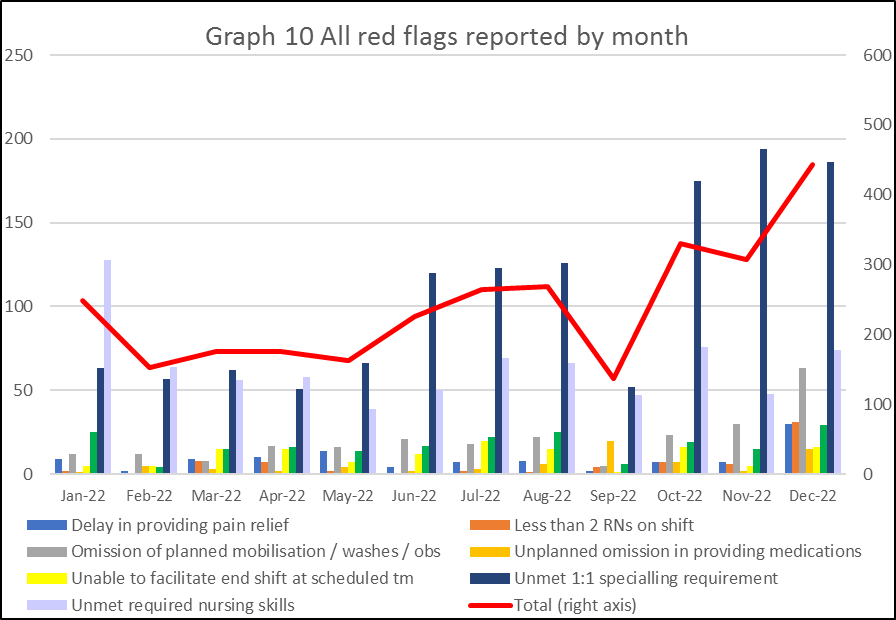 Graph 10 All red flags reported by month
250
200
150
100
50
0
600
500
400
300
200
100
0
Jan-22 Feb-22 Mar-22 Apr-22 May-22 Jun-22 Jul-22 Aug-22 Sep-22 Oct-22 Nov-22 Dec-22
Delay in providing pain relief
Less than 2 RNs on shift
Omission of planned mobilisation / washes / obs
Unplanned omission in providing medications
Unable to facilitate end shift at scheduled tm
Unmet 1:1 specialling requirement
Unmet required nursing skills
Total (right axis)